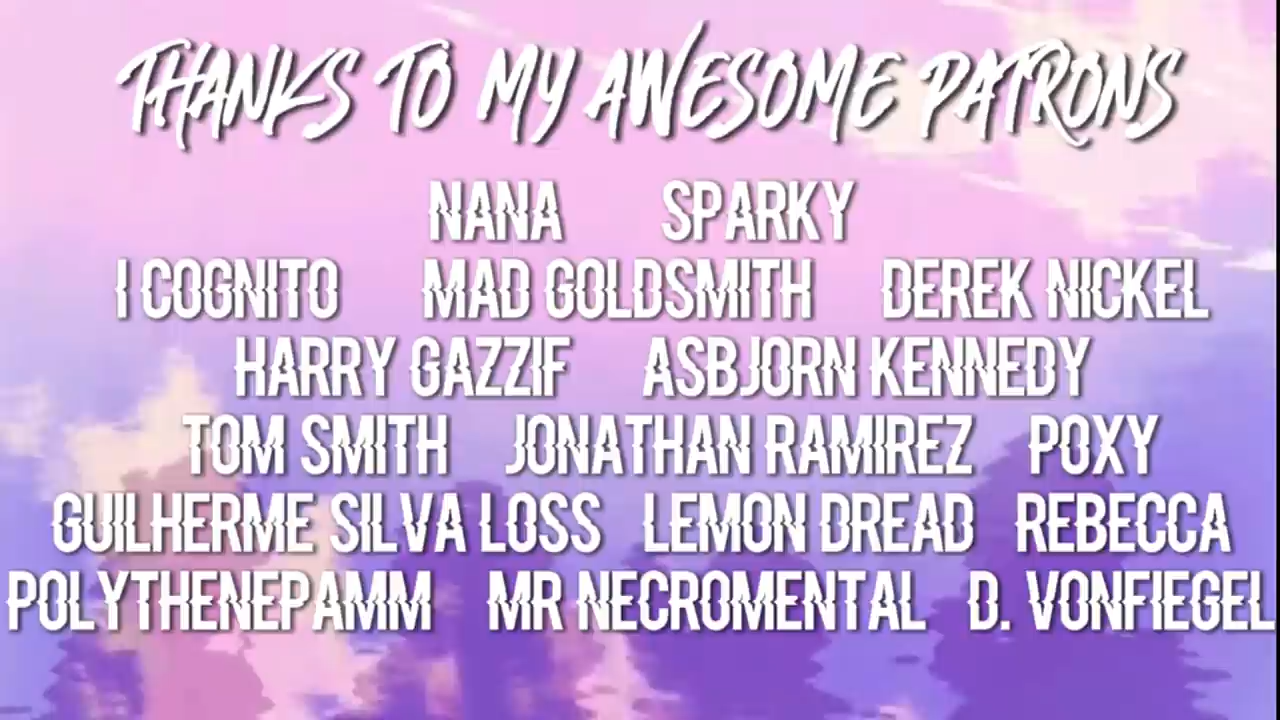 THANKS TO MY AWESOME PATRONS
NANA SPARKY
I COGNITO MAD GOLDSMITH DEREK NICKEL
HARRY GAZZIF ASBJORN KENNEDY
TOM SMITH JONATHAN RAMIREZ POXY
GUILHERME SILVA LOSS LEMON DREAD REBECCA
POLYTHENEPAMM MR NECROMENTAL D. VONFIEGEL